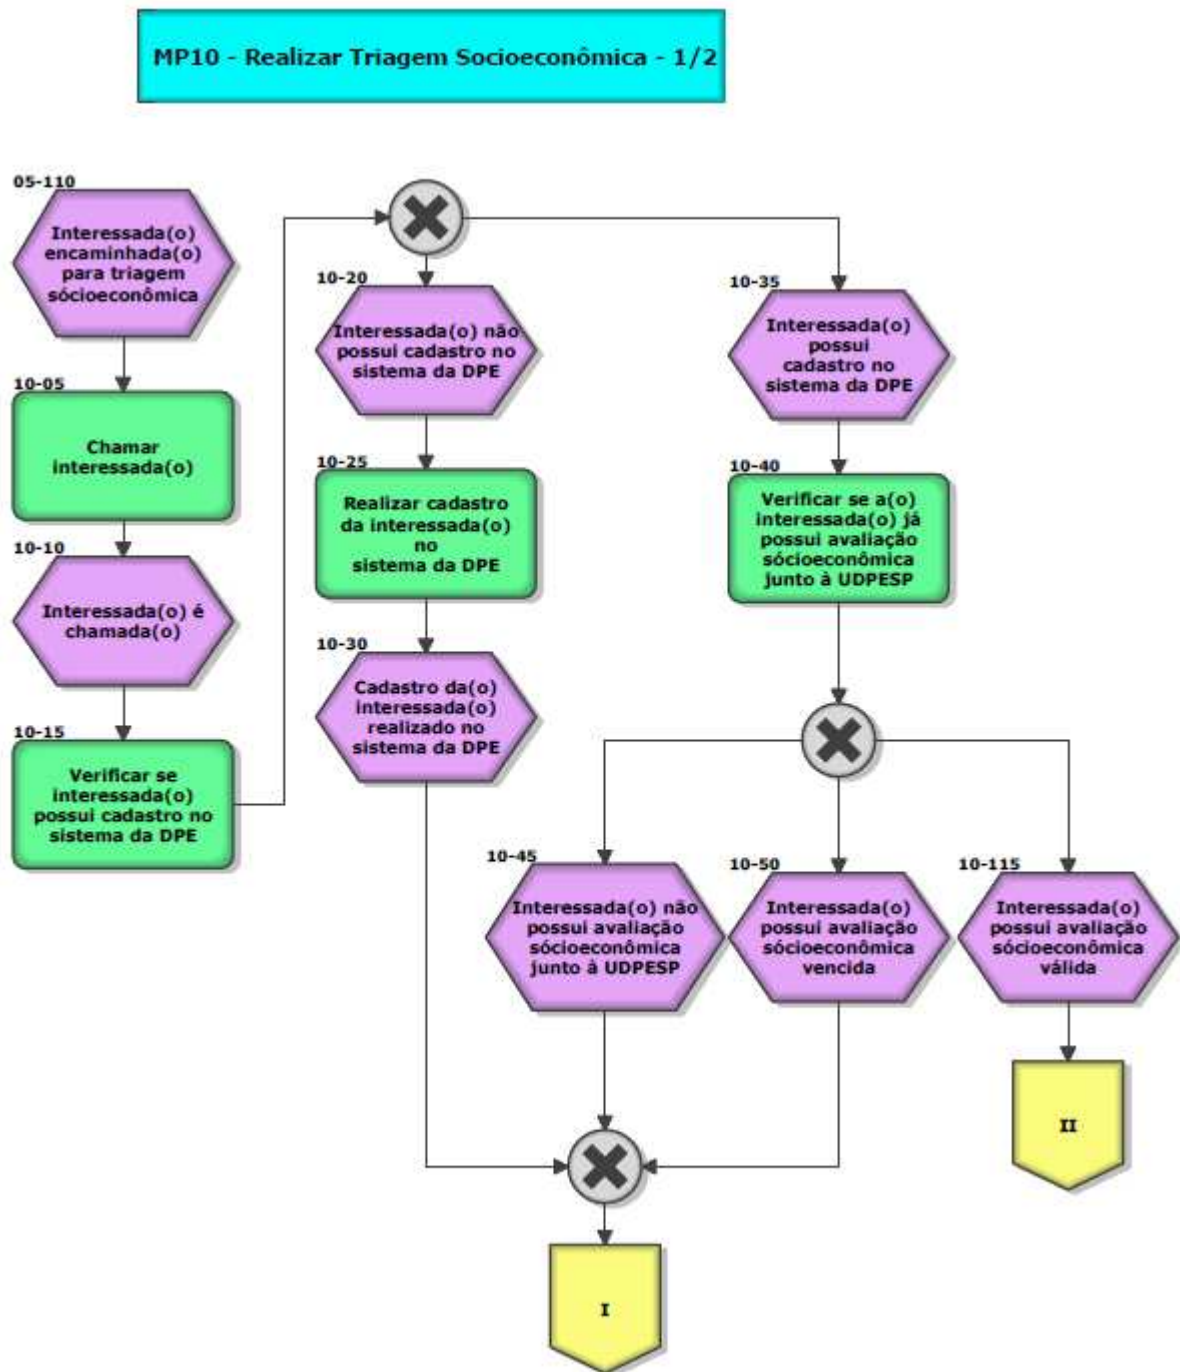 MP10 - Realizar Triagem Socioeconômica - 1/2
05-110
Interessada(o)
encaminhada(o)
para triagem
sócioeconômica
10-05
Chamar
interessada(o)
10-10
Interessada(o) é
chamada(o)
10-15
Verificar se
interessada(o)
possui cadastro no
sistema da DPE
10-20
Interessada(o) não
possui cadastro no
sistema da DPE
10-25
Realizar cadastro
da interessada(o)
no
sistema da DPE
10-30
Cadastro da(o)
interessada(o)
realizado no
sistema da DPE
10-35
Interessada(o)
possui
cadastro no
sistema da DPE
10-40
Verificar se a(o)
interessada(o) já
possui avaliação
sócioeconômica
junto à UDPESP
10-45
Interessada(o) não
possui avaliação
sócioeconômica
junto à UDPESP
10-50
Interessada(o)
possui avaliação
sócioeconômica
vencida
10-115
Interessada(o)
possui avaliação
sócioeconômica
válida
II
I